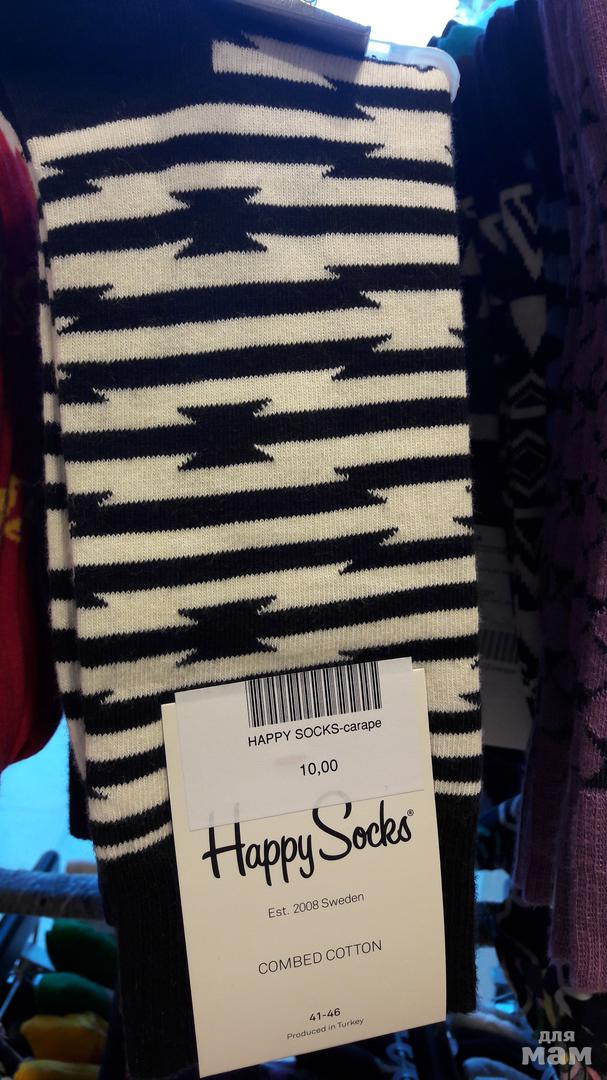 HAPPY SOCKS-carape
10,00
Happy Socks®
Est. 2008 Sweden
COMBED COTTON
41-46
Produced in Turkey
для
мам